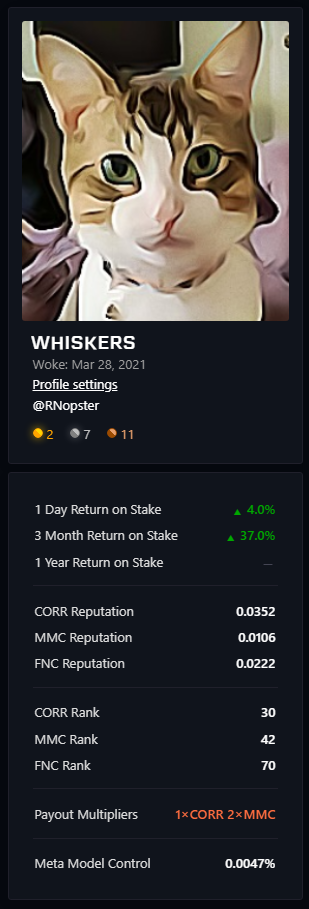 WHISKERS
Woke: Mar 28, 2021
Profile settings
@RNopster
2 7 11
1 Day Return on Stake ▲ 4.0%
3 Month Return on Stake ▲ 37.0%
1 Year Return on Stake —
CORR Reputation 0.0352
MMC Reputation 0.0106
FNC Reputation 0.0222
CORR Rank 30
MMC Rank 42
FNC Rank 70
Payout Multipliers 1×CORR 2×MMC
Meta Model Control 0.0047%